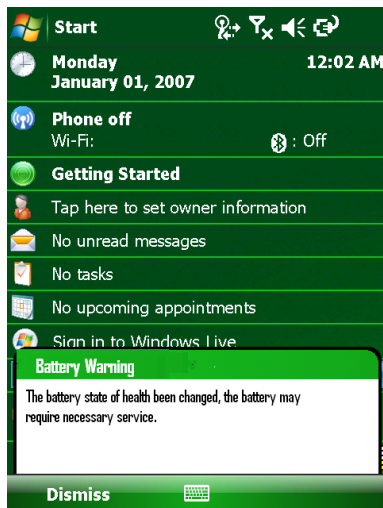 Start
Monday 12:02 AM
January 01, 2007
Phone off
Wi-Fi: : Off
Getting Started
Tap here to set owner information
No unread messages
No tasks
No upcoming appointments
Sign in to Windows Live
Battery Warning
The battery state of health been changed, the battery may
require necessary service.
Dismiss